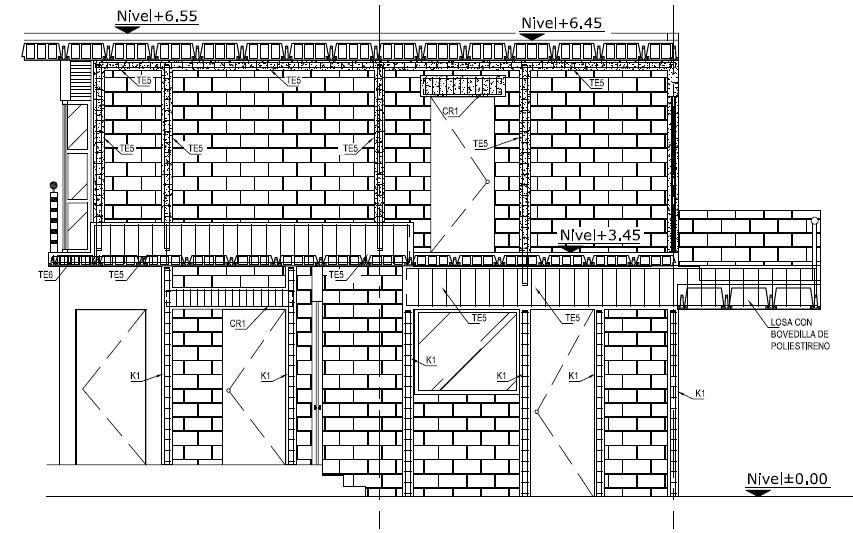 Nivel+6.55
Nivel+6.45
TE5
TE5
TE5
CR1
TE5
TE5
TE5
TE5
Nivel+3.45
TE6
TE5
TE5
TE5
TE5
CR1
LOSA CON
BOVEDILLA DE
POLIESTIRENO
K1
K1
K1
K1
K1
K1
Nivel±0.00